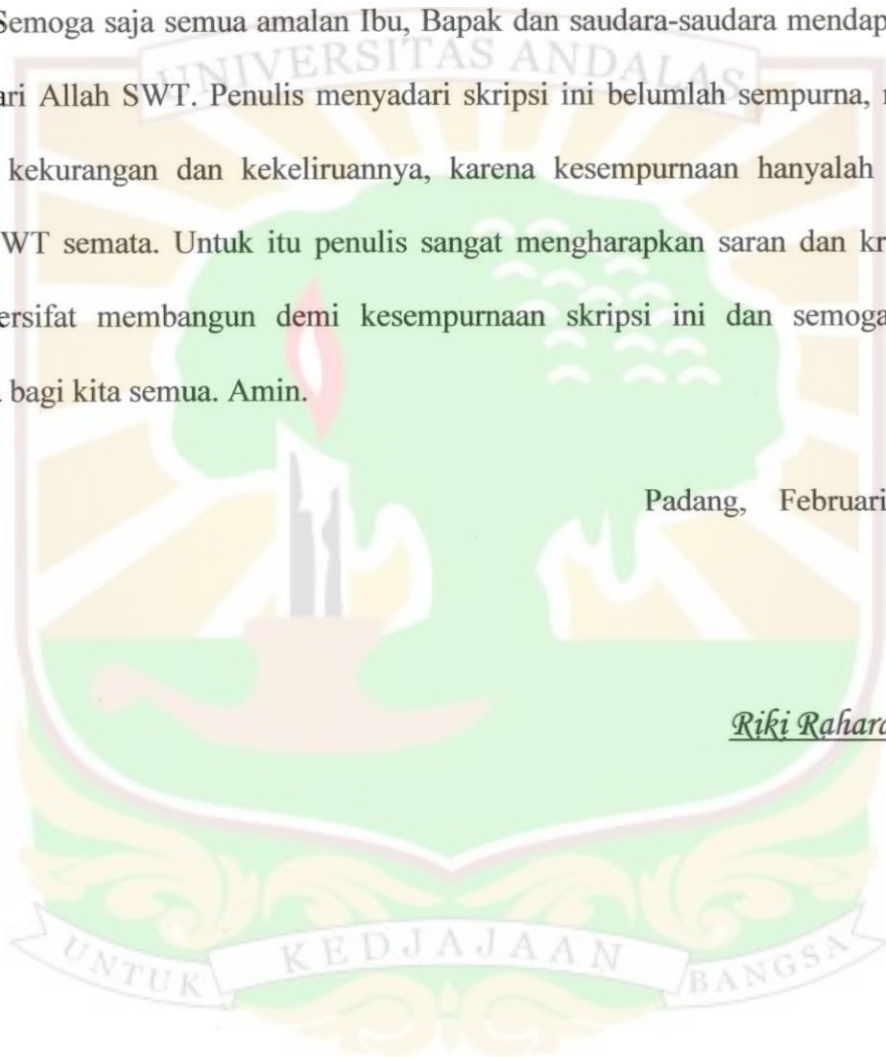 Semoga saja semua amalan Ibu, Bapak dan saudara-saudara mendap
ari Allah SWT. Penulis menyadari skripsi ini belumlah sempurna,
kekurangan dan kekeliruannya, karena kesempurnaan hanyalah
WT semata. Untuk itu penulis sangat mengharapkan saran dan kr
ersifat membangun demi kesempurnaan skripsi ini dan semoga
bagi kita semua. Amin.
Padang, Februari
Riki Rahar
UNIVERSITAS ANDALAS
UNTUK KEDJAJAAN BANGSA